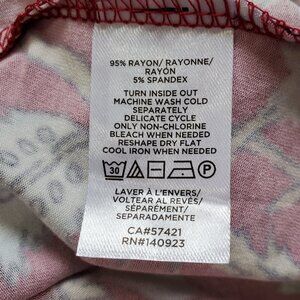 95% RAYON/ RAYONNE/
RAYÓN
5% SPANDEX
TURN INSIDE OUT
MACHINE WASH COLD
SEPARATELY
DELICATE CYCLE
ONLY NON-CHLORINE
BLEACH WHEN NEEDED
RESHAPE DRY FLAT
COOL IRON WHEN NEEDED
30 P
LAVER À L'ENVERS/
VOLTEAR AL REVÉS/
SÉPARÉMENT/
SEPARADAMENTE
CA#57421
RN#140923